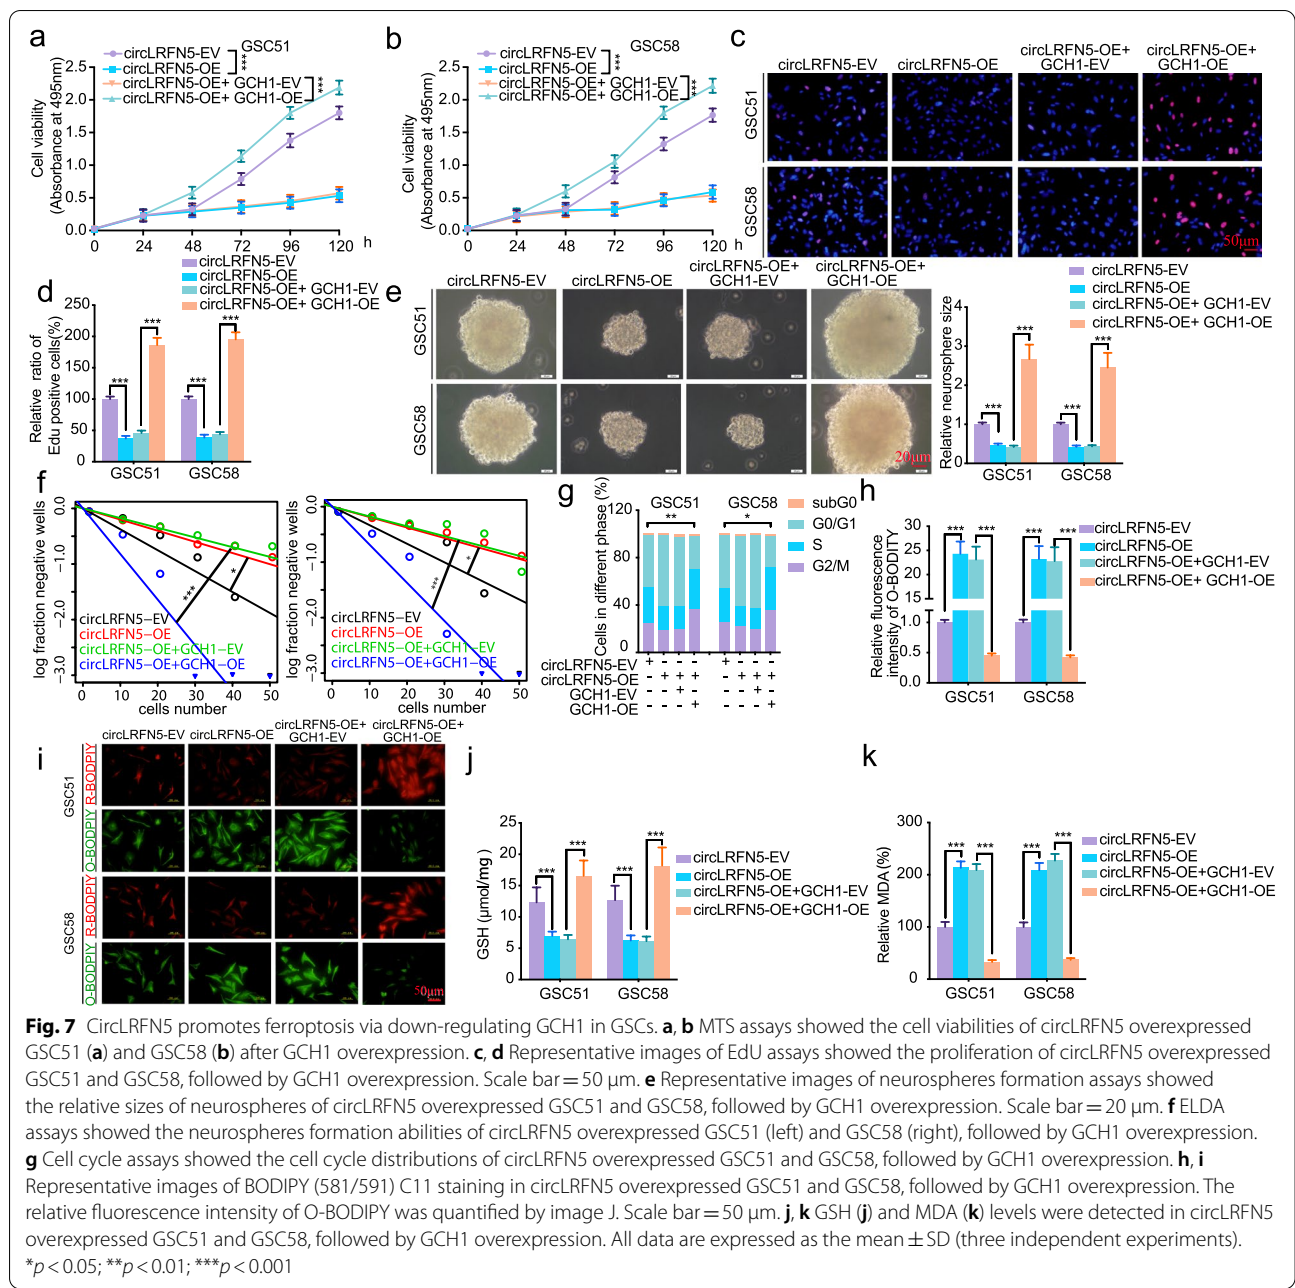 a
circLRFN5-EV
GSC51
circLRFN5-OE
circLRFN5-OE+ GCH1-EV
circLRFN5-OE+ GCH1-OE
***
***
Cell viability
(Absorbance at 495nm)
2.5
2.0
1.5
1.0
0.5
0
0 24 48 72 96 120 h
b
circLRFN5-EV
GSC58
circLRFN5-OE
circLRFN5-OE+ GCH1-EV
circLRFN5-OE+ GCH1-OE
***
***
Cell viability
(Absorbance at 495nm)
2.5
2.0
1.5
1.0
0.5
0
0 24 48 72 96 120 h
c
circLRFN5-EV circLRFN5-OE circLRFN5-OE+ GCH1-EV circLRFN5-OE+ GCH1-OE
GSC51
GSC58
50μm
d
circLRFN5-EV
circLRFN5-OE
circLRFN5-OE+ GCH1-EV
circLRFN5-OE+ GCH1-OE
Relative ratio of
Edu positive cells(%)
250
200
150
100
50
0
*** *** *** ***
GSC51 GSC58
e
circLRFN5-EV circLRFN5-OE circLRFN5-OE+ GCH1-EV circLRFN5-OE+ GCH1-OE
GSC51
GSC58
20μm
circLRFN5-EV
circLRFN5-OE
circLRFN5-OE+ GCH1-EV
circLRFN5-OE+ GCH1-OE
Relative neurosphere size
4
3
2
1
0
*** *** *** ***
GSC51 GSC58
f
log fraction negative wells
0.0
-1.0
-2.0
-3.0
*** *
circLRFN5–EV
circLRFN5–OE
circLRFN5–OE+GCH1–EV
circLRFN5–OE+GCH1–OE
0 10 20 30 40 50
cells number
log fraction negative wells
0.0
-1.0
-2.0
-3.0
*** *
circLRFN5–EV
circLRFN5–OE
circLRFN5–OE+GCH1–EV
circLRFN5–OE+GCH1–OE
0 10 20 30 40 50
cells number
g
Cells in different phase (%)
GSC51 GSC58
** *
120
80
40
0
subG0
G0/G1
S
G2/M
circLRFN5-EV + - - - + - - -
circLRFN5-OE - + + + - + + +
GCH1-EV - - + - - - + -
GCH1-OE - - - + - - - +
h
Relative fluorescence
intensity of O-BODITY
30
25
20
15
1.0
0.5
0.0
*** *** *** ***
circLRFN5-EV
circLRFN5-OE
circLRFN5-OE+GCH1-EV
circLRFN5-OE+ GCH1-OE
GSC51 GSC58
i
circLRFN5-EV circLRFN5-OE circLRFN5-OE+ GCH1-EV circLRFN5-OE+ GCH1-OE
GSC51
R-BODPIY
O-BODPIY
GSC58
R-BODPIY
O-BODPIY
50μm
j
GSH (μmol/mg)
25
20
15
10
5
0
*** *** *** ***
circLRFN5-EV
circLRFN5-OE
circLRFN5-OE+GCH1-EV
circLRFN5-OE+GCH1-OE
GSC51 GSC58
k
Relative MDA(%)
300
200
100
0
*** *** *** ***
circLRFN5-EV
circLRFN5-OE
circLRFN5-OE+GCH1-EV
circLRFN5-OE+GCH1-OE
GSC51 GSC58
Fig. 7 CircLRFN5 promotes ferroptosis via down-regulating GCH1 in GSCs. a, b MTS assays showed the cell viabilities of circLRFN5 overexpressed
GSC51 (a) and GSC58 (b) after GCH1 overexpression. c, d Representative images of EdU assays showed the proliferation of circLRFN5 overexpressed
GSC51 and GSC58, followed by GCH1 overexpression. Scale bar = 50 μm. e Representative images of neurospheres formation assays showed
the relative sizes of neurospheres of circLRFN5 overexpressed GSC51 and GSC58, followed by GCH1 overexpression. Scale bar = 20 μm. f ELDA
assays showed the neurospheres formation abilities of circLRFN5 overexpressed GSC51 (left) and GSC58 (right), followed by GCH1 overexpression.
g Cell cycle assays showed the cell cycle distributions of circLRFN5 overexpressed GSC51 and GSC58, followed by GCH1 overexpression. h, i
Representative images of BODIPY (581/591) C11 staining in circLRFN5 overexpressed GSC51 and GSC58, followed by GCH1 overexpression. The
relative fluorescence intensity of O-BODIPY was quantified by image J. Scale bar = 50 μm. j, k GSH (j) and MDA (k) levels were detected in circLRFN5
overexpressed GSC51 and GSC58, followed by GCH1 overexpression. All data are expressed as the mean ± SD (three independent experiments).
*p < 0.05; **p < 0.01; ***p < 0.001